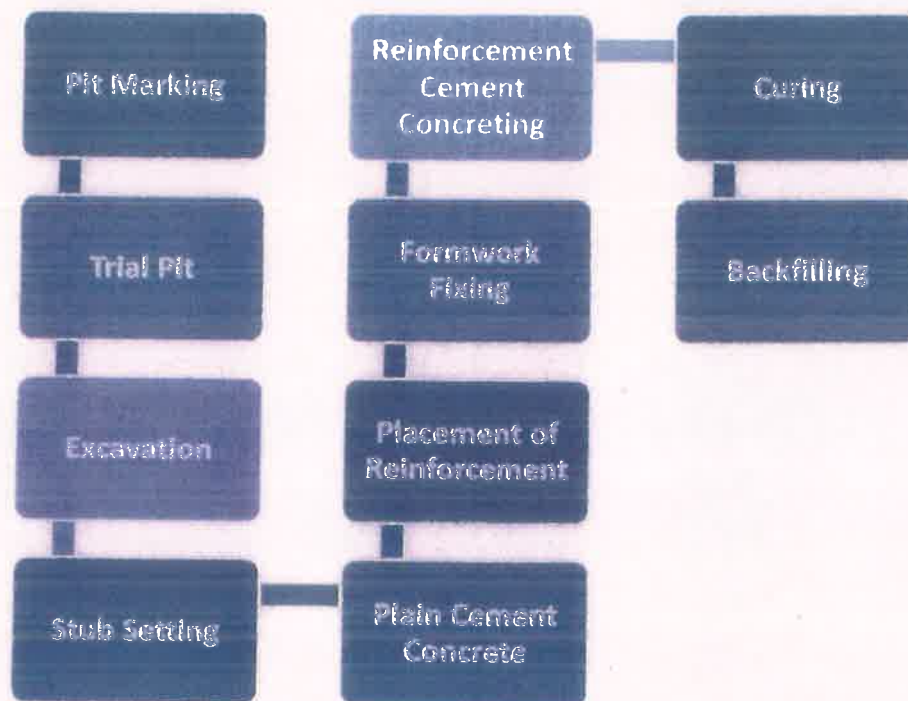 Pit Marking
Trial Pit
Excavation
Stub Setting
Plain Cement
Concrete
Placement of
Reinforcement
Formwork
Fixing
Reinforcement
Cement
Concreting
Curing
Backfilling